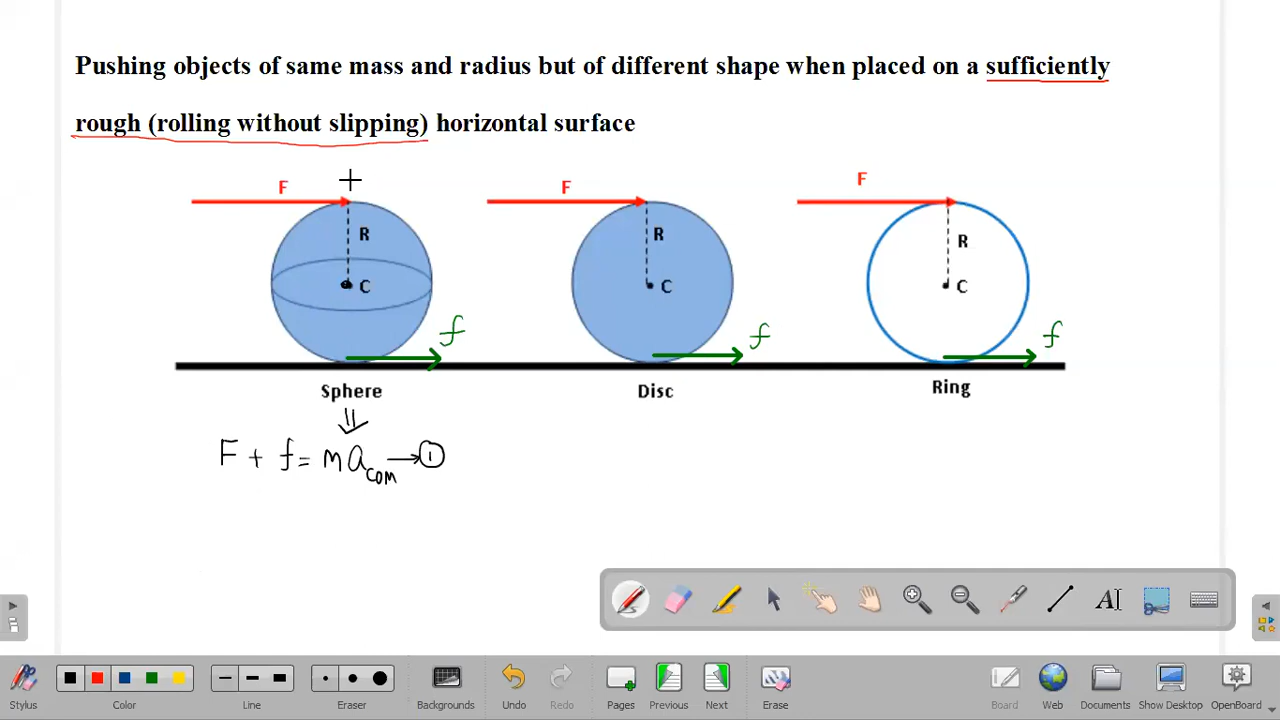 Pushing objects of same mass and radius but of different shape when placed on a sufficiently
rough (rolling without slipping) horizontal surface
F F F
R R R
C C C
f f f
Sphere Disc Ring
F + f = ma com → ①
Stylus Color Line Eraser Backgrounds Undo Redo Pages Previous Next Erase Board Web Documents Show Desktop OpenBoard